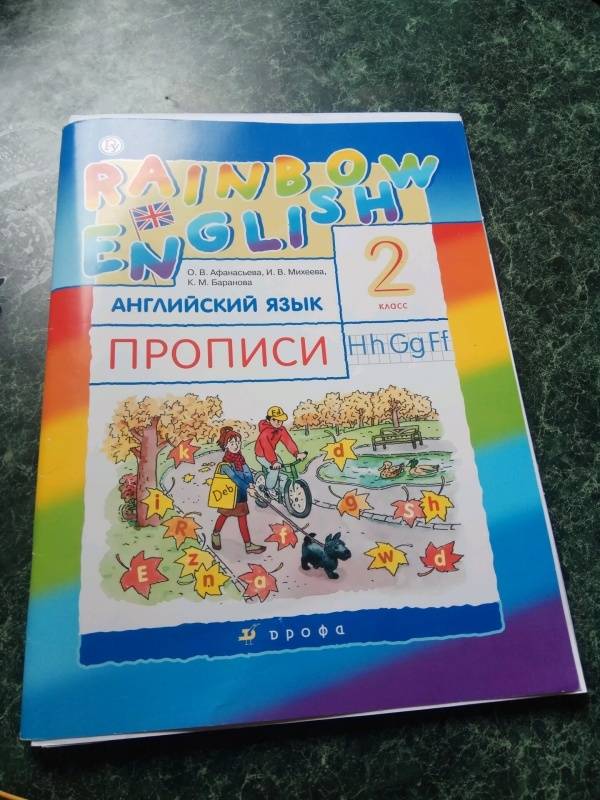 RAINBOW
ENGLISH
О. В. Афанасьева, И. В. Михеева,
К. М. Баранова
АНГЛИЙСКИЙ ЯЗЫК
2
класс
ПРОПИСИ
Hh Gg Ff
Ed
Deb
k
d
i
g
s
h
R
f
E
z
n
a
w
d
дрофа